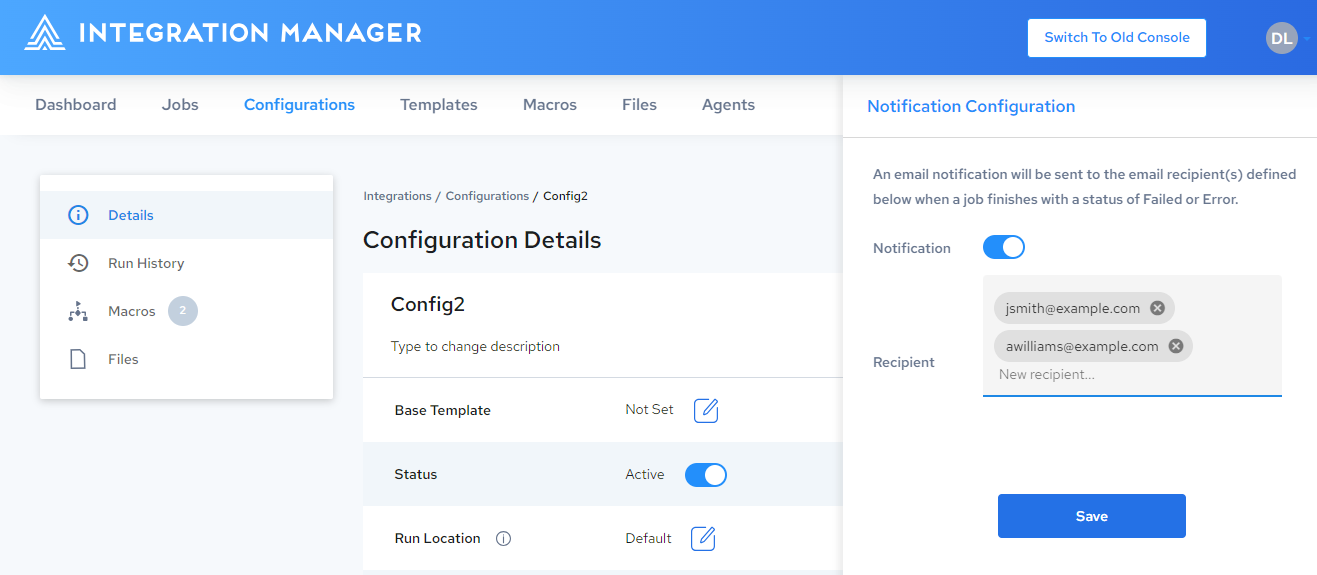 INTEGRATION MANAGER
Switch To Old Console
DL
Dashboard Jobs Configurations Templates Macros Files Agents
Details
Run History
Macros 2
Files
Integrations / Configurations / Config2
Configuration Details
Config2
Type to change description
Base Template Not Set
Status Active
Run Location Default
Notification Configuration
An email notification will be sent to the email recipient(s) defined
below when a job finishes with a status of Failed or Error.
Notification
Recipient
jsmith@example.com
awilliams@example.com
New recipient...
Save